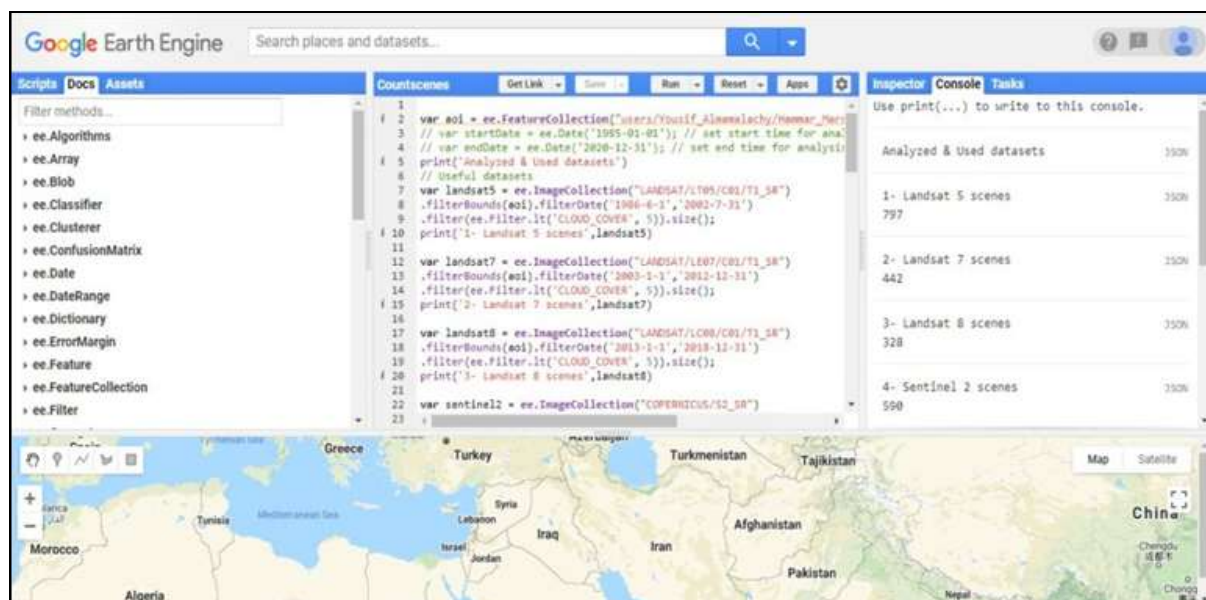 Google Earth Engine
Search places and datasets...
Scripts Docs Assets
Filter methods...
ee.Algorithms
ee.Array
ee.Blob
ee.Classifier
ee.Clusterer
ee.ConfusionMatrix
ee.Date
ee.DateRange
ee.Dictionary
ee.ErrorMargin
ee.Feature
ee.FeatureCollection
ee.Filter
Countscenes Get Link Save Run Reset Apps
1
i 2 var aoi = ee.FeatureCollection("users/Yousif_Almamalachy/Hammar_Mars
3 // var startDate = ee.Date('1985-01-01'); // set start time for anal
4 // var endDate = ee.Date('2020-12-31'); // set end time for analysis
i 5 print('Analyzed & Used datasets')
6 // Useful datasets
7 var landsat5 = ee.ImageCollection("LANDSAT/LT05/C01/T1_SR")
8 .filterBounds(aoi).filterDate('1986-6-1','2002-7-31')
9 .filter(ee.Filter.lt('CLOUD_COVER', 5)).size();
i 10 print('1- Landsat 5 scenes',landsat5)
11
12 var landsat7 = ee.ImageCollection("LANDSAT/LE07/C01/T1_SR")
13 .filterBounds(aoi).filterDate('2003-1-1','2012-12-31')
14 .filter(ee.Filter.lt('CLOUD_COVER', 5)).size();
i 15 print('2- Landsat 7 scenes',landsat7)
16
17 var landsat8 = ee.ImageCollection("LANDSAT/LC08/C01/T1_SR")
18 .filterBounds(aoi).filterDate('2013-1-1','2018-12-31')
19 .filter(ee.Filter.lt('CLOUD_COVER', 5)).size();
i 20 print('3- Landsat 8 scenes',landsat8)
21
22 var sentinel2 = ee.ImageCollection("COPERNICUS/S2_SR")
23
Inspector Console Tasks
Use print(...) to write to this console.
Analyzed & Used datasets JSON
1- Landsat 5 scenes JSON
797
2- Landsat 7 scenes JSON
442
3- Landsat 8 scenes JSON
328
4- Sentinel 2 scenes JSON
590
Map Satellite
Greece
Turkey
Azerbaijan
Turkmenistan
Tajikistan
Tyrrhenian Sea
Tunisia
Mediterranean Sea
Syria
Lebanon
Iraq
Israel
Jordan
Iran
Afghanistan
China
Morocco
Algeria
Pakistan
Nepal
Chengdu
成都市